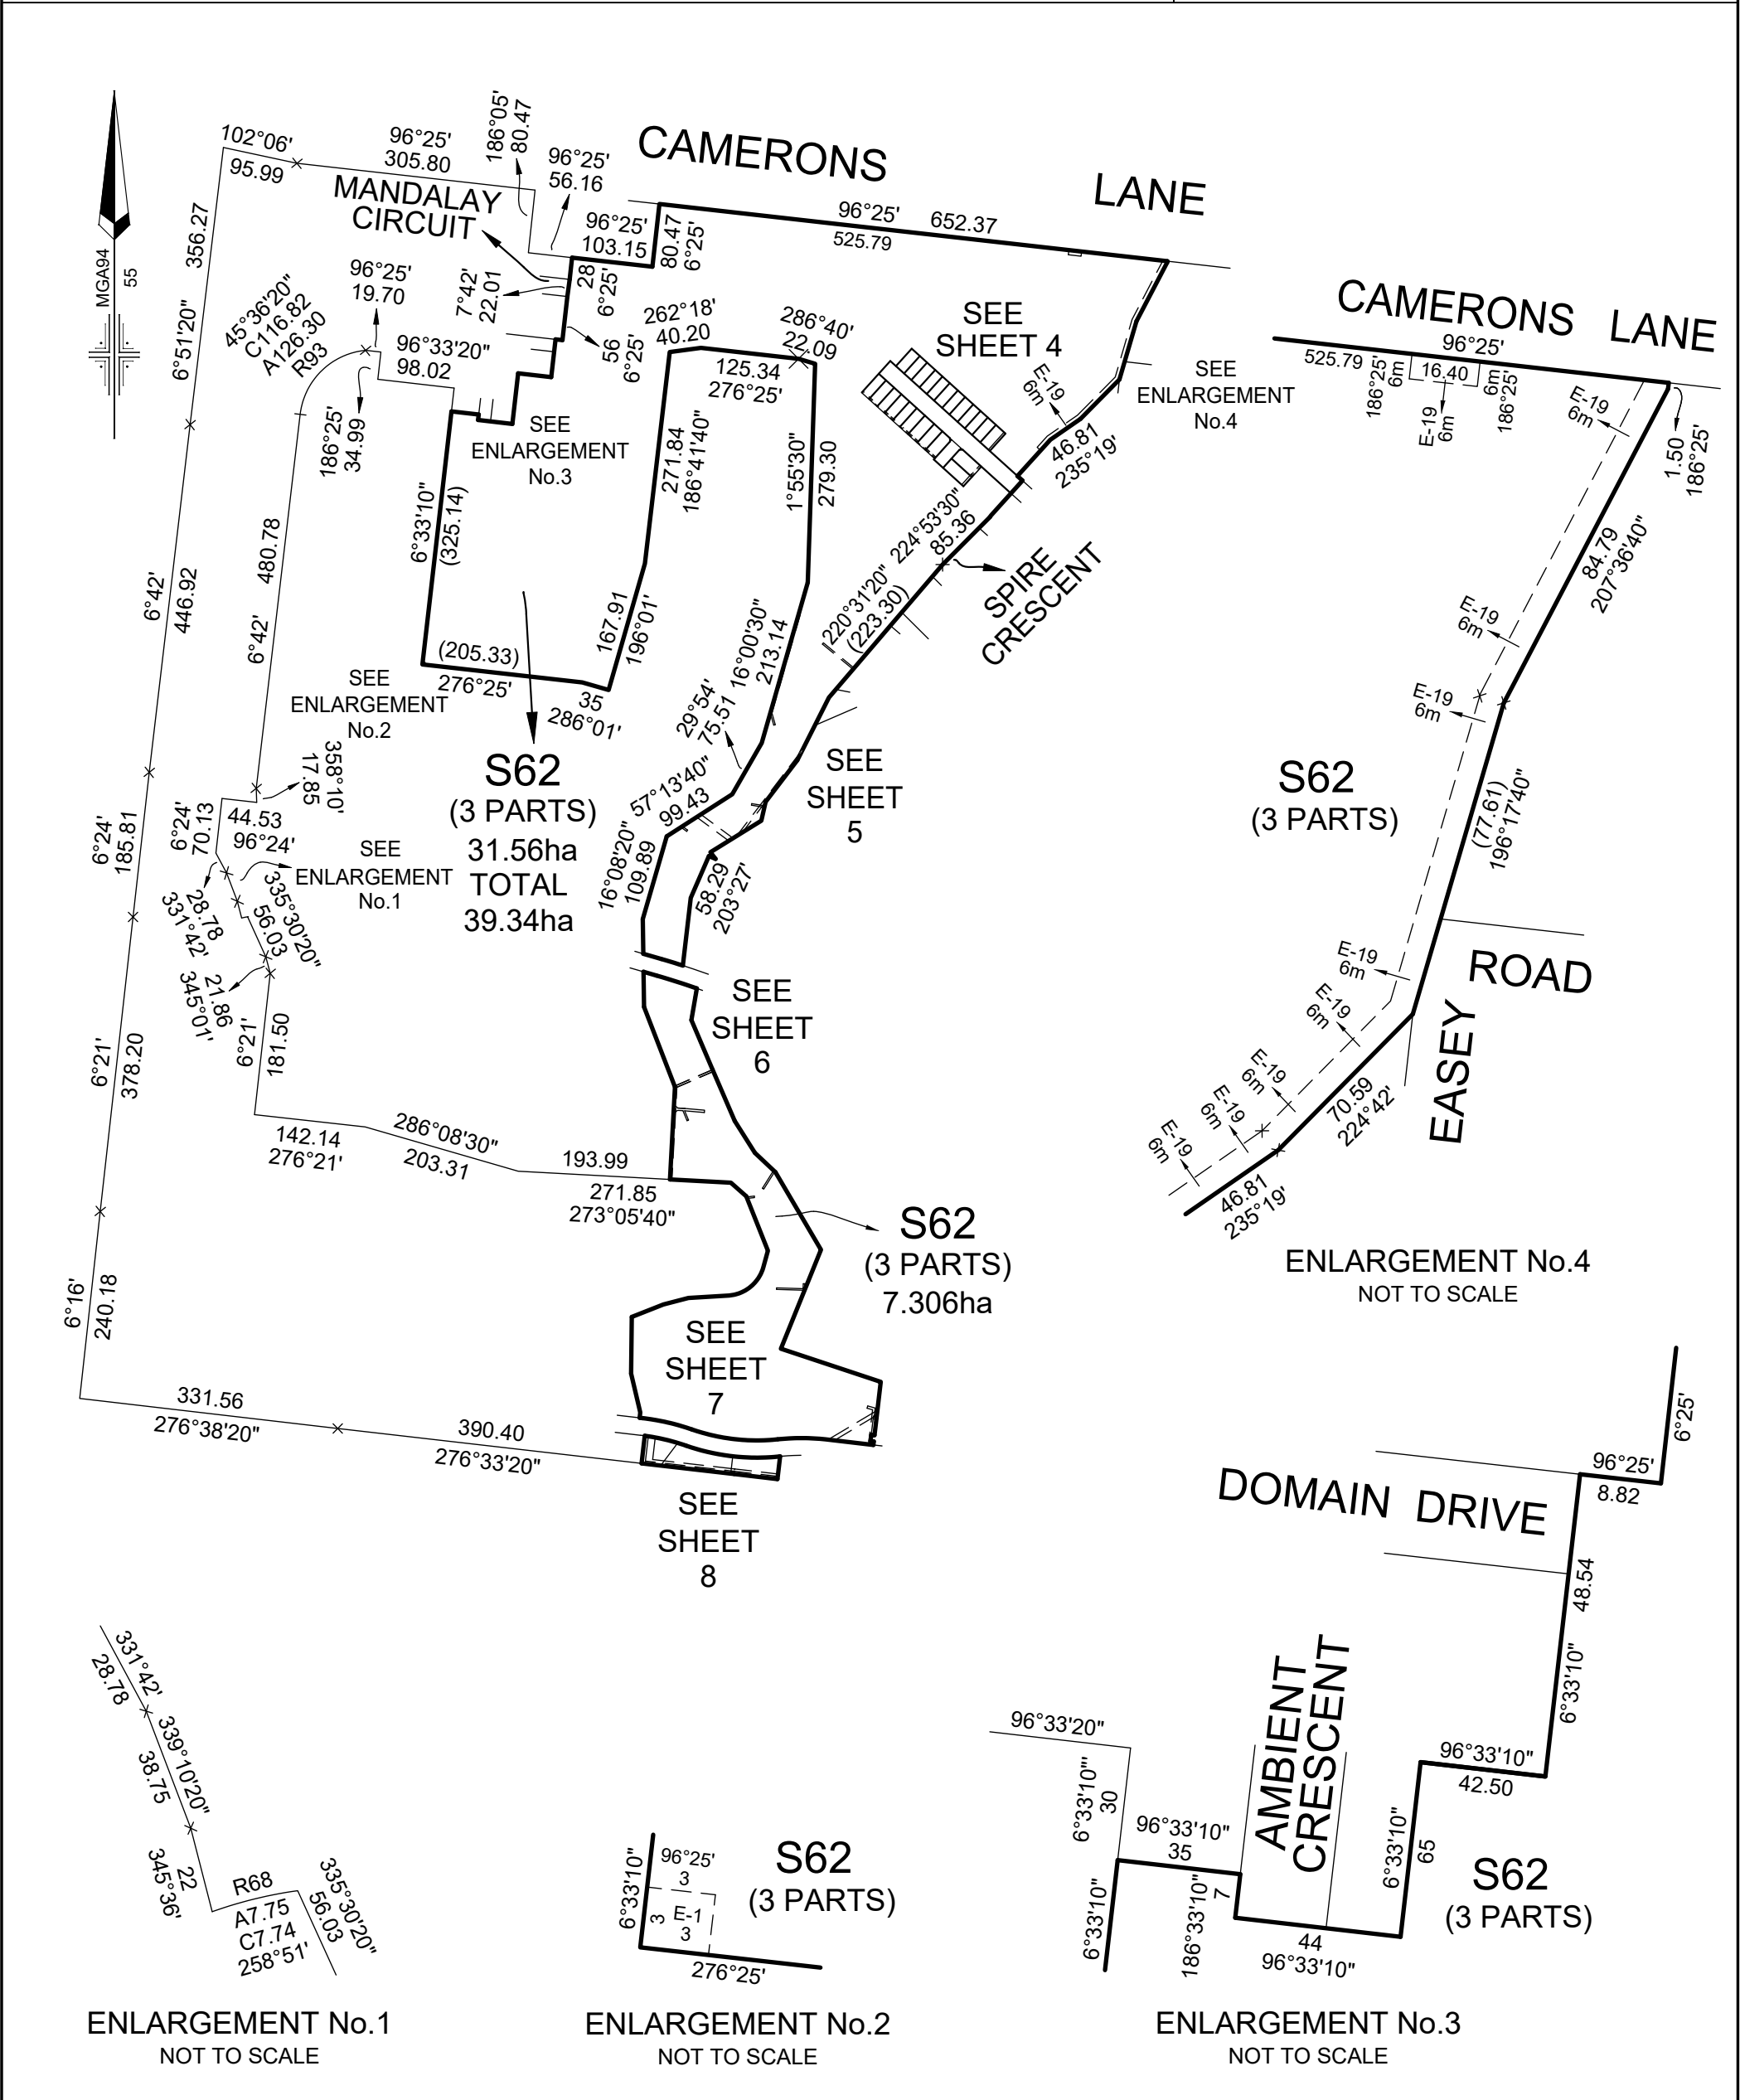 CAMERONS LANE
102°06'
95.99
96°25'
305.80
186°05'
80.47
96°25'
56.16
MANDALAY
CIRCUIT
96°25'
103.15
80.47
6°25'
96°25' 652.37
525.79
MGA94
55
356.27
6°51'20"
45°36'20"
C116.82
A126.30
R93
96°25'
19.70
7°42'
22.01
28
6°25'
96°33'20"
98.02
56
6°25'
262°18'
40.20
286°40'
22.09
125.34
276°25'
186°25'
34.99
SEE
ENLARGEMENT
No.3
SEE
SHEET 4
E-19
6m
SEE
ENLARGEMENT
No.4
46.81
235°19'
271.84
186°41'40"
1°55'30"
279.30
6°33'10"
(325.14)
480.78
6°42'
6°42'
446.92
224°53'30"
85.36
SPIRE
CRESCENT
(220°31'20"
(223.30)
167.91
196°01'
16°00'30"
213.14
(205.33)
276°25'
35
286°01'
SEE
ENLARGEMENT
No.2
29°54'
75.51
S62
(3 PARTS)
31.56ha
TOTAL
39.34ha
57°13'40"
99.43
SEE
SHEET
5
358°10'
17.85
6°24'
70.13
44.53
96°24'
SEE
ENLARGEMENT
No.1
6°24'
185.81
16°08'20"
109.89
58.29
203°27'
28.78
331°42'
335°30'20"
56.03
21.86
345°01'
6°21'
181.50
SEE
SHEET
6
6°21'
378.20
142.14
276°21'
286°08'30"
203.31
193.99
271.85
273°05'40"
S62
(3 PARTS)
7.306ha
6°16'
240.18
SEE
SHEET
7
331.56
276°38'20"
390.40
276°33'20"
SEE
SHEET
8
CAMERONS LANE
96°25'
525.79
186°25'
6m
16.40
6m
186°25'
E-19
6m
E-19
6m
1.50
186°25'
84.79
207°36'40"
E-19
6m
E-19
6m
S62
(3 PARTS)
(77.61)
196°17'40"
E-19
6m
EASEY ROAD
E-19
6m
E-19
6m
E-19
6m
E-19
6m
70.59
224°42'
46.81
235°19'
ENLARGEMENT No.4
NOT TO SCALE
331°42'
28.78
339°10'20"
38.75
22
345°36'
R68
A7.75
C7.74
258°51'
335°30'20"
56.03
ENLARGEMENT No.1
NOT TO SCALE
6°33'10"
96°25'
3
3
E-1
3
276°25'
S62
(3 PARTS)
ENLARGEMENT No.2
NOT TO SCALE
6°25'
96°25'
8.82
DOMAIN DRIVE
48.54
6°33'10"
96°33'20"
6°33'10"
30
AMBIENT
CRESCENT
96°33'10"
42.50
96°33'10"
35
6°33'10"
65
6°33'10"
186°33'10"
7
44
96°33'10"
S62
(3 PARTS)
ENLARGEMENT No.3
NOT TO SCALE